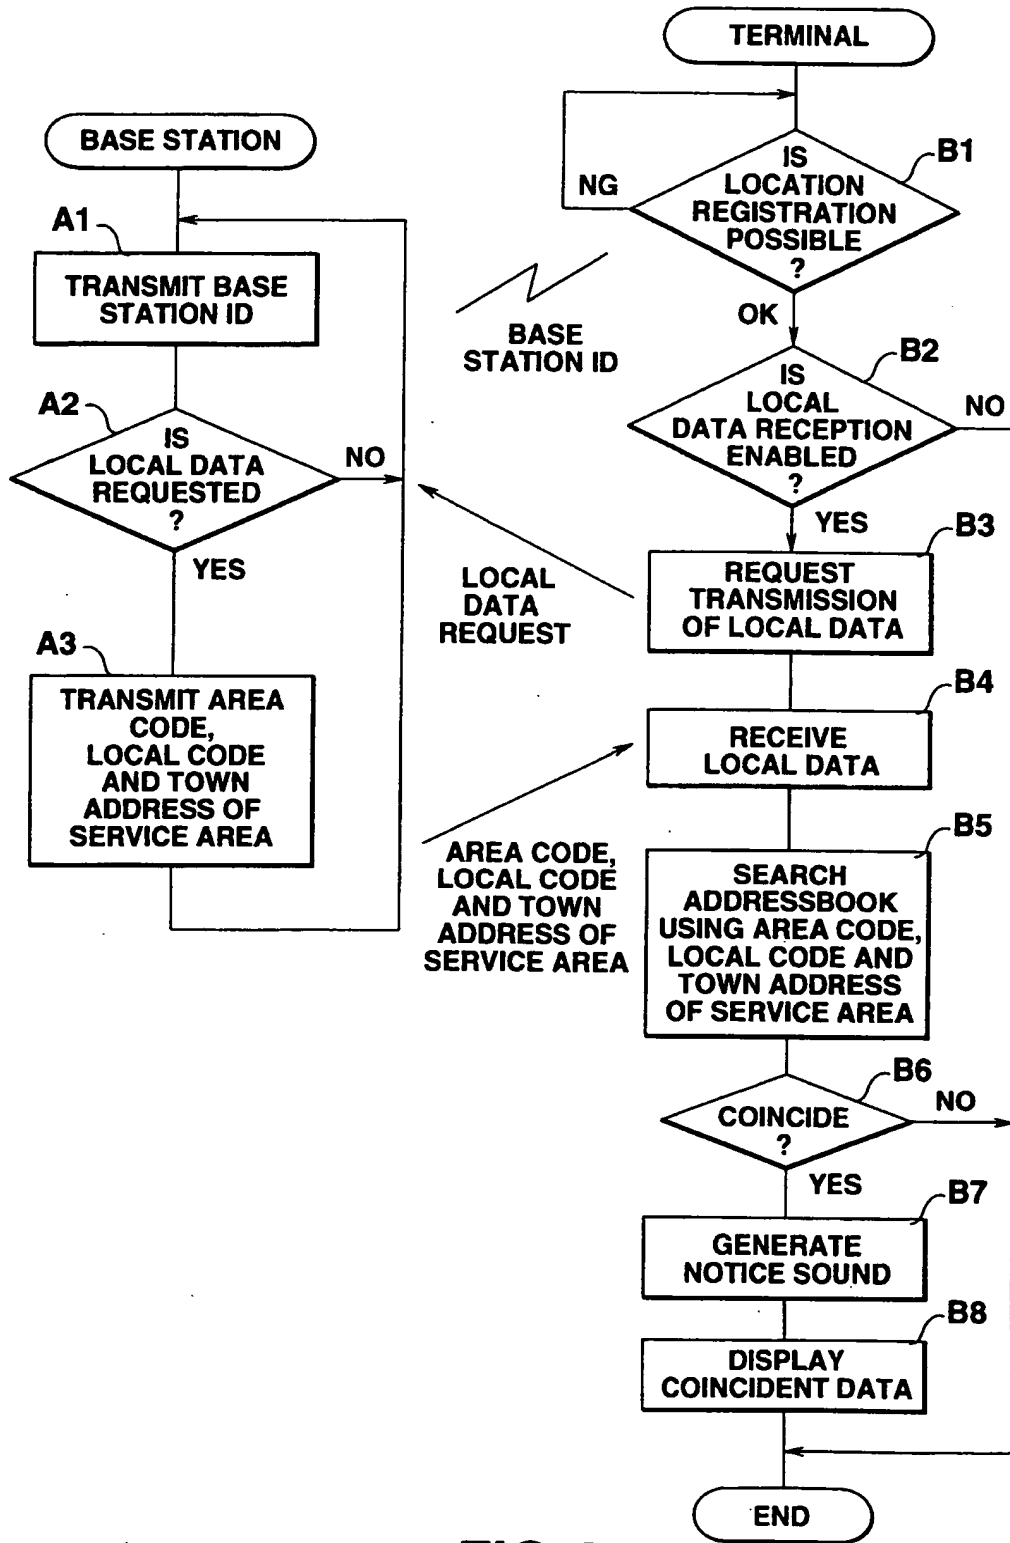 BASE STATION
A1
TRANSMIT BASE
STATION ID
A2
IS
LOCAL DATA
REQUESTED
?
NO
YES
A3
TRANSMIT AREA
CODE,
LOCAL CODE
AND TOWN
ADDRESS OF
SERVICE AREA
BASE
STATION ID
LOCAL
DATA
REQUEST
AREA CODE,
LOCAL CODE
AND TOWN
ADDRESS OF
SERVICE AREA
TERMINAL
B1
IS
LOCATION
REGISTRATION
POSSIBLE
?
NG
OK
B2
IS
LOCAL
DATA RECEPTION
ENABLED
?
NO
YES
B3
REQUEST
TRANSMISSION
OF LOCAL DATA
B4
RECEIVE
LOCAL DATA
B5
SEARCH
ADDRESSBOOK
USING AREA CODE,
LOCAL CODE AND
TOWN ADDRESS
OF SERVICE AREA
B6
COINCIDE
?
NO
YES
B7
GENERATE
NOTICE SOUND
B8
DISPLAY
COINCIDENT DATA
END